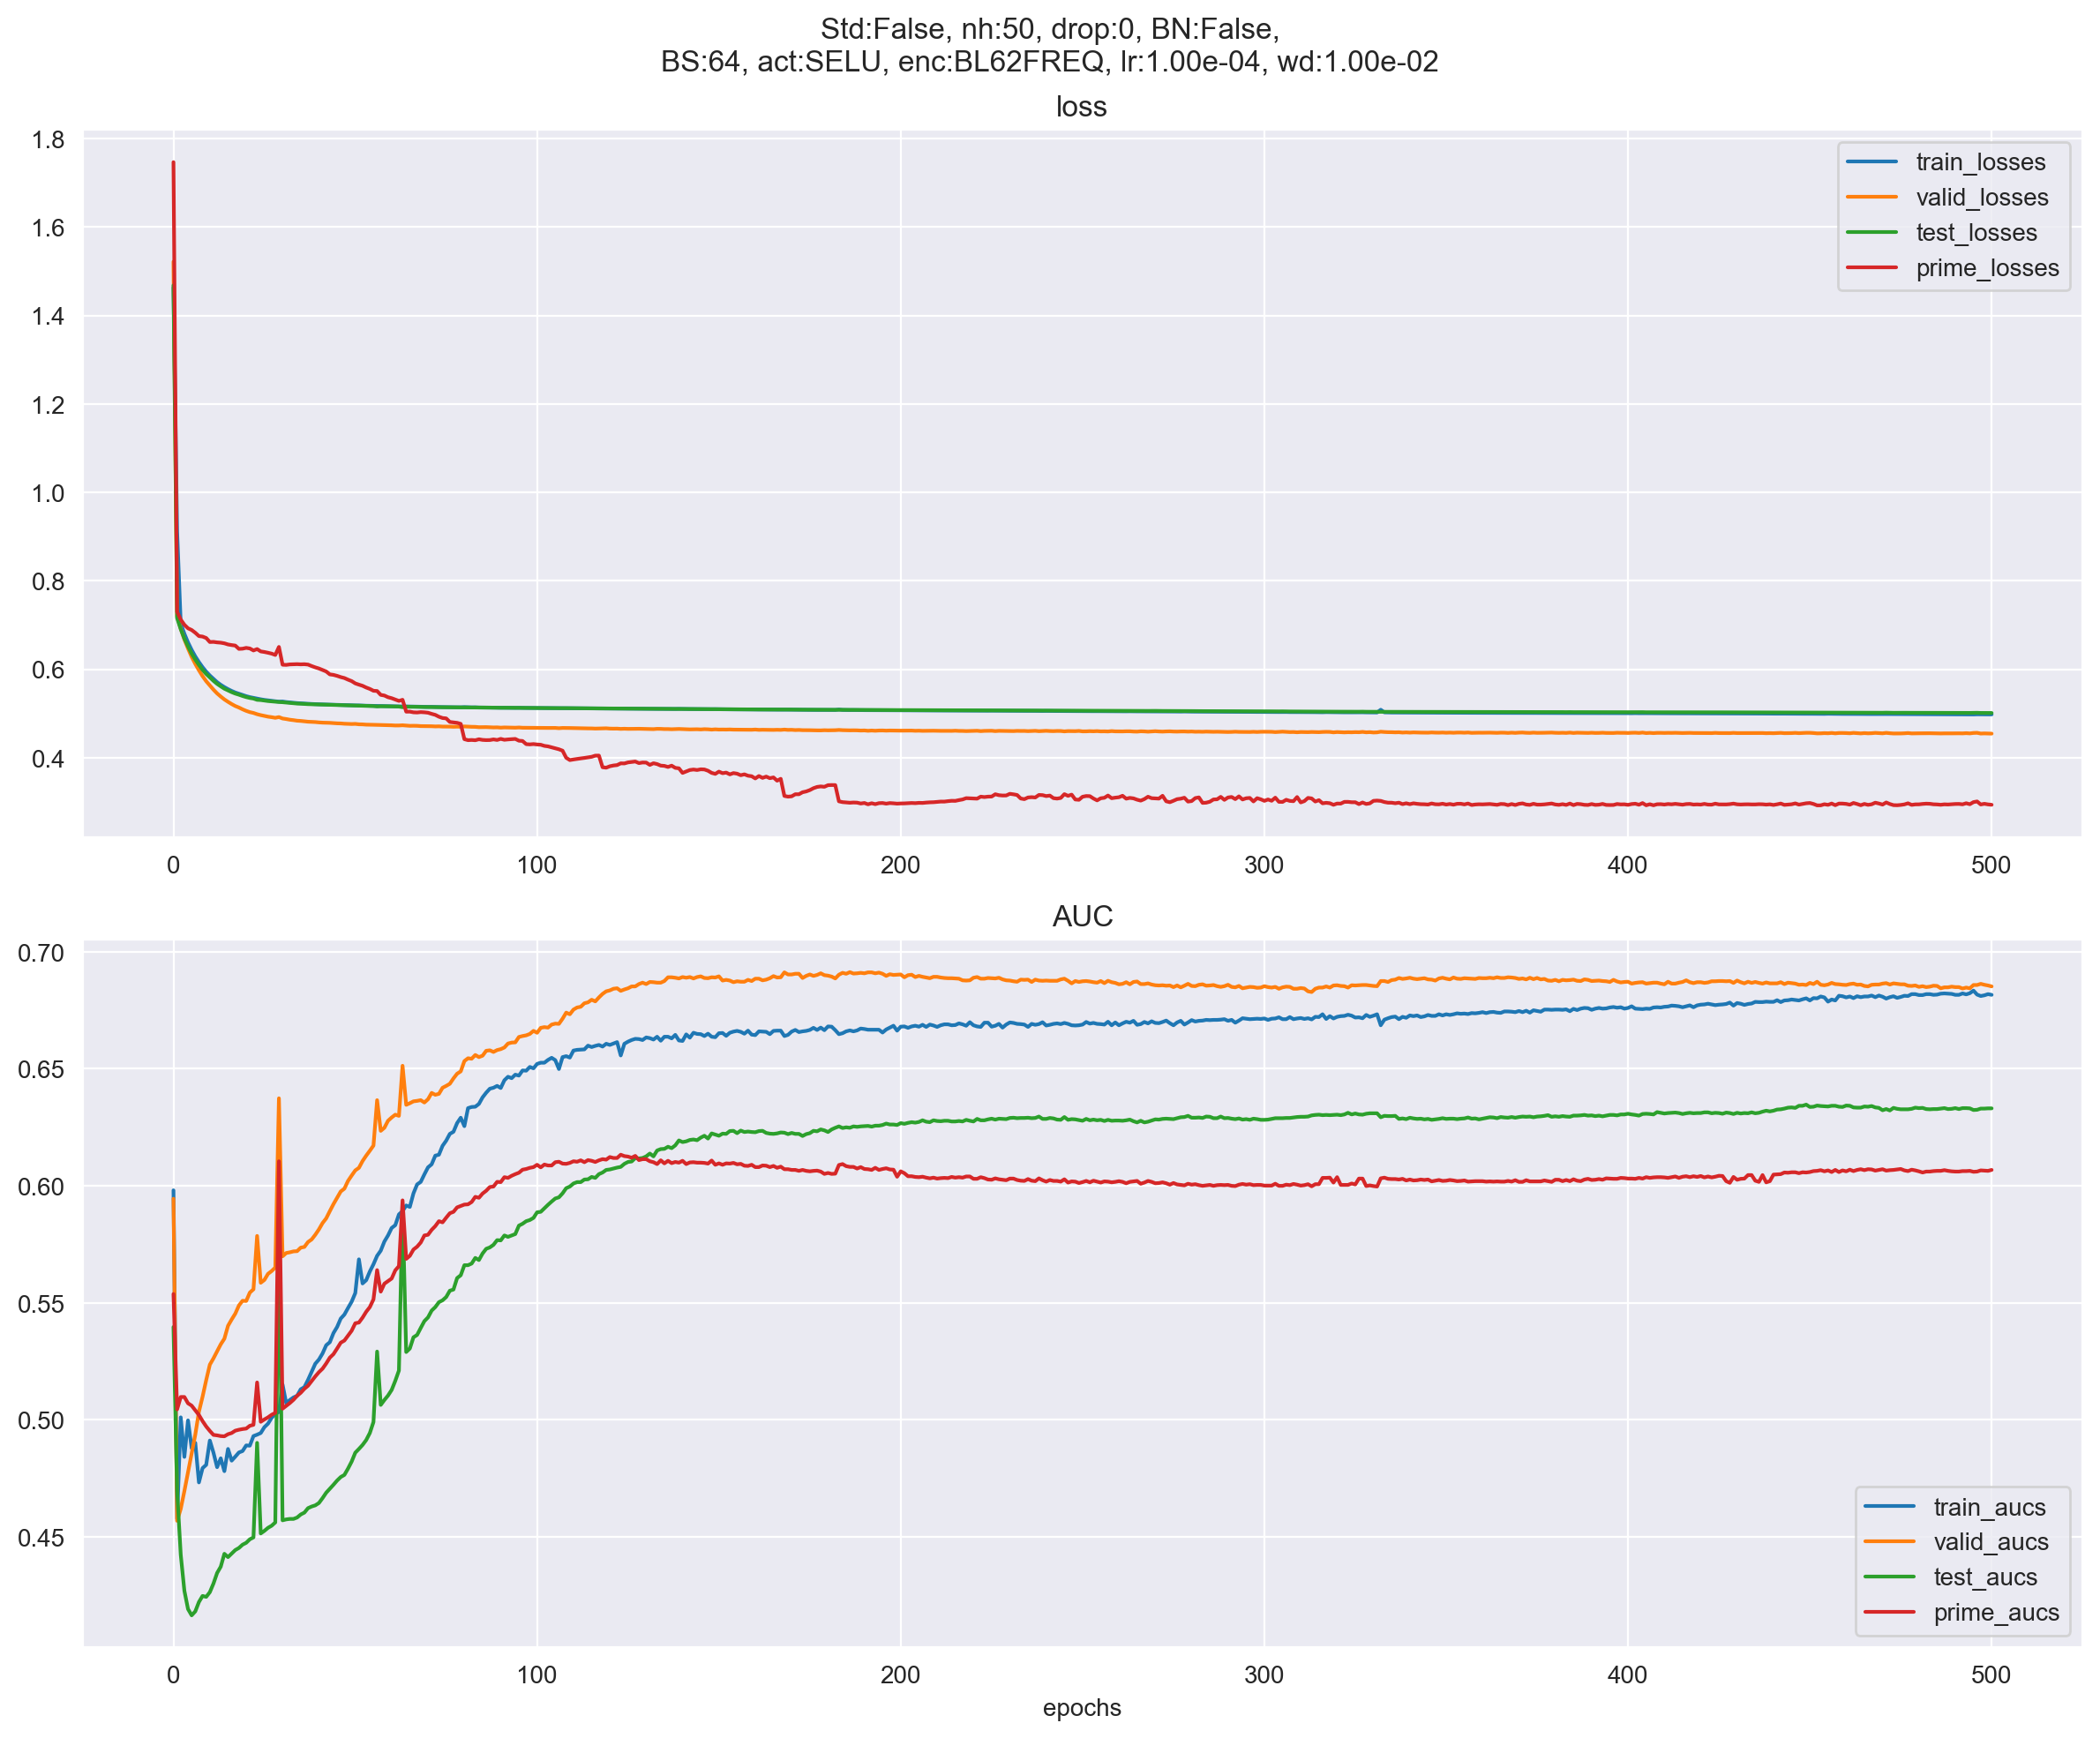 Std:False, nh:50, drop:0, BN:False,
BS:64, act:SELU, enc:BL62FREQ, lr:1.00e-04, wd:1.00e-02
loss
1.8
1.6
1.4
1.2
1.0
0.8
0.6
0.4
train_losses
valid_losses
test_losses
prime_losses
0 100 200 300 400 500
AUC
0.70
0.65
0.60
0.55
0.50
0.45
train_aucs
valid_aucs
test_aucs
prime_aucs
0 100 200 300 400 500
epochs